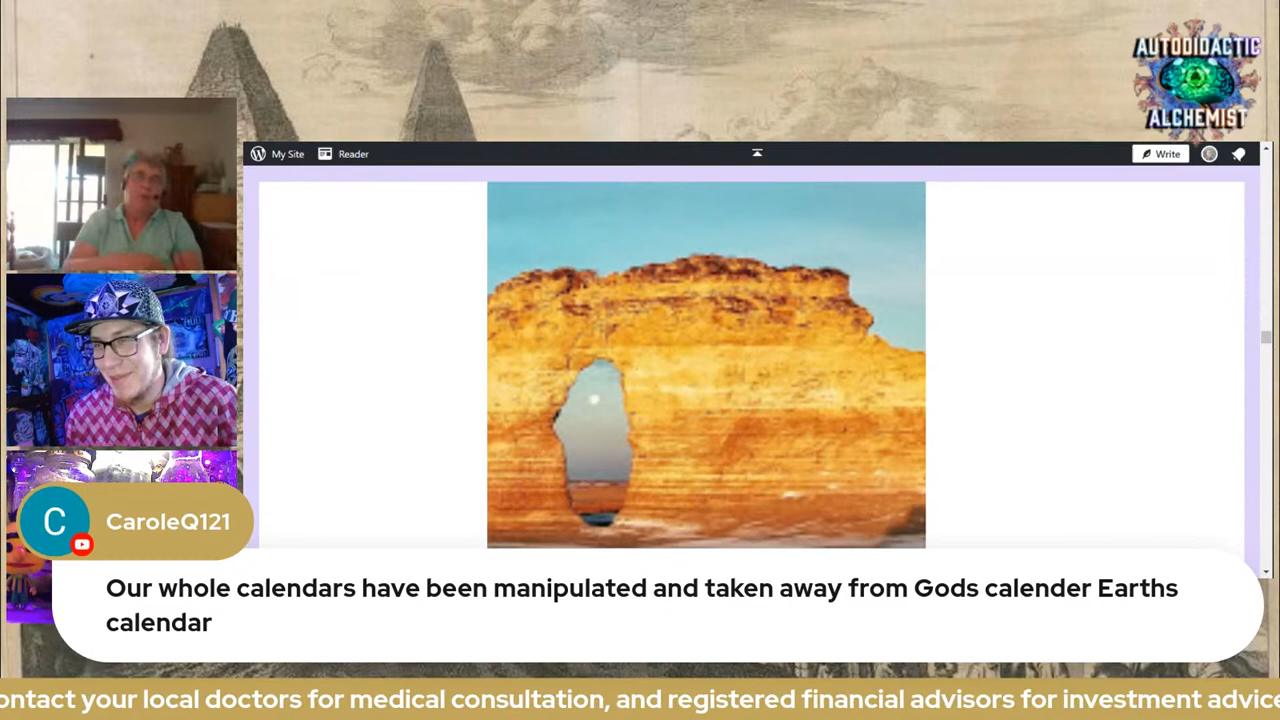 AUTODIDACTIC
ALCHEMIST
My Site
Reader
Write
C
CaroleQ121
Our whole calendars have been manipulated and taken away from Gods calender Earths
calendar
ontact your local doctors for medical consultation, and registered financial advisors for investment advice